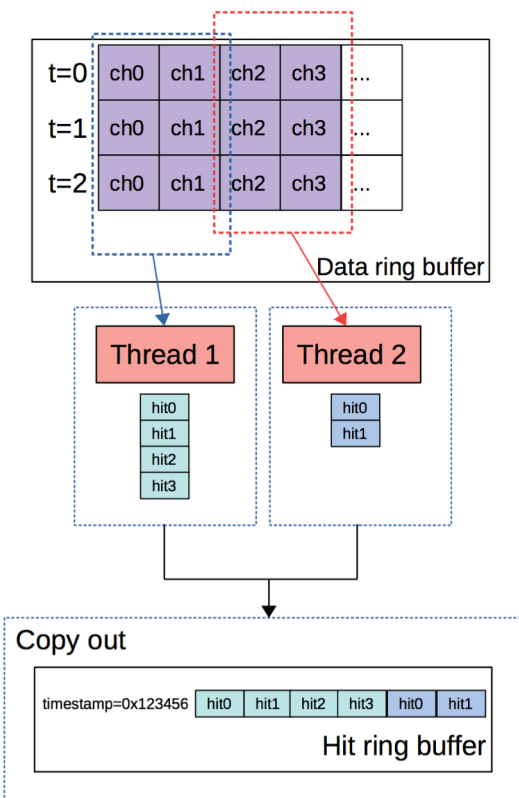 t=0 ch0 ch1 ch2 ch3 ...
t=1 ch0 ch1 ch2 ch3 ...
t=2 ch0 ch1 ch2 ch3 ...
Data ring buffer
Thread 1
hit0
hit1
hit2
hit3
Thread 2
hit0
hit1
Copy out
timestamp=0x123456 hit0 hit1 hit2 hit3 hit0 hit1
Hit ring buffer